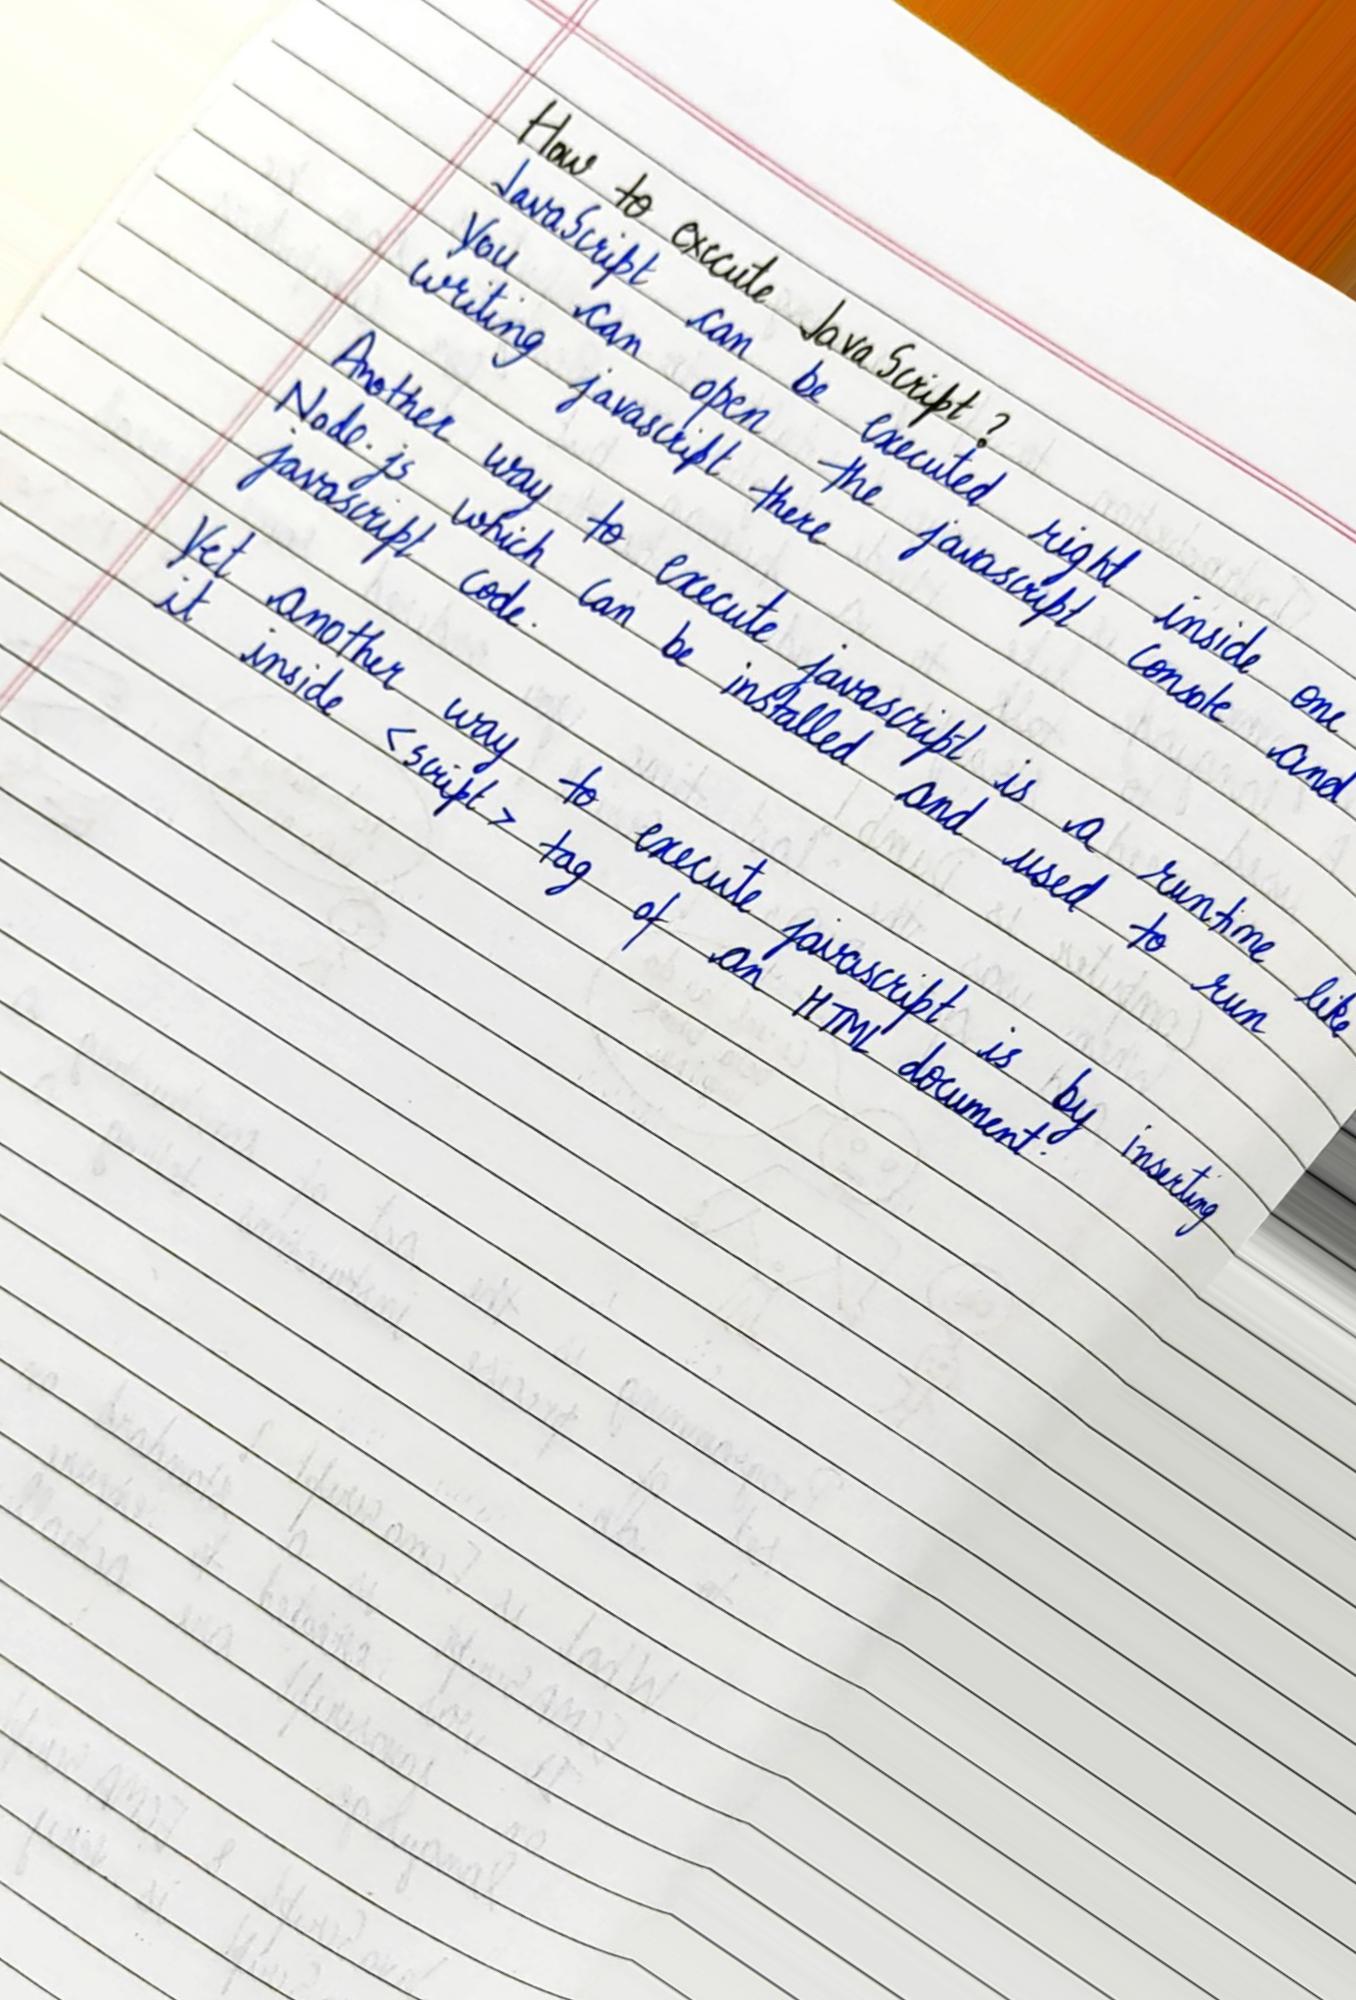 How to execute JavaScript?
JavaScript can be executed right inside one
You can open the javascript console and
writing javascript there
Another way to execute javascript is a runtime like
Node.js which can be installed and used to run
javascript code.
Yet another way to execute javascript is by inserting
it inside <script> tag of an HTML document.